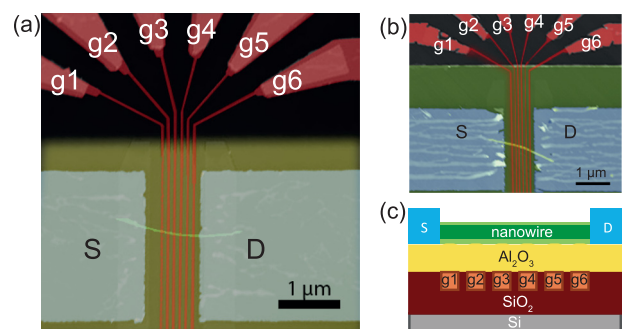 (a)
g1
g2
g3
g4
g5
g6
S
D
1 μm
(b)
g1
g2
g3
g4
g5
g6
S
D
1 μm
(c)
S
nanowire
D
Al2O3
g1 g2 g3 g4 g5 g6
SiO2
Si